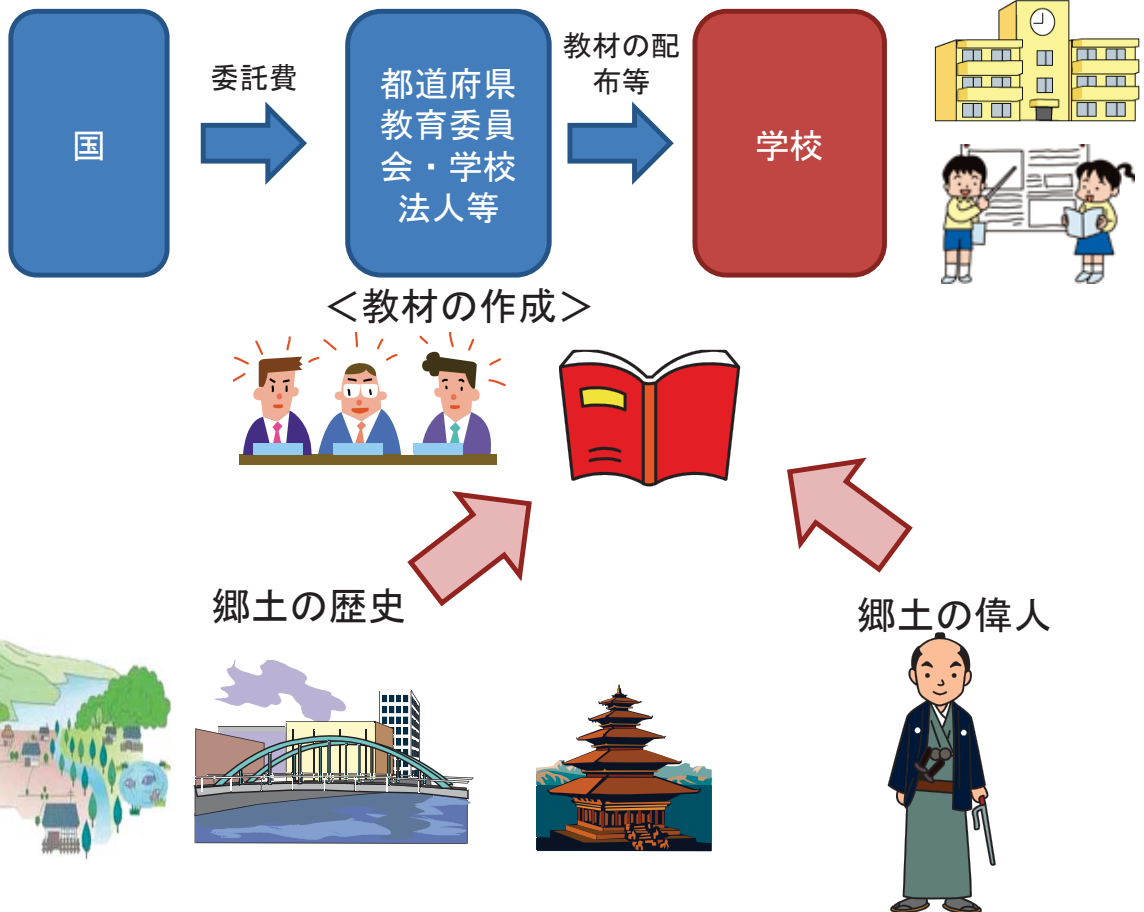 国
委託費
都道府県
教育委員
会・学校
法人等
教材の配
布等
学校
＜教材の作成＞
郷土の歴史
郷土の偉人